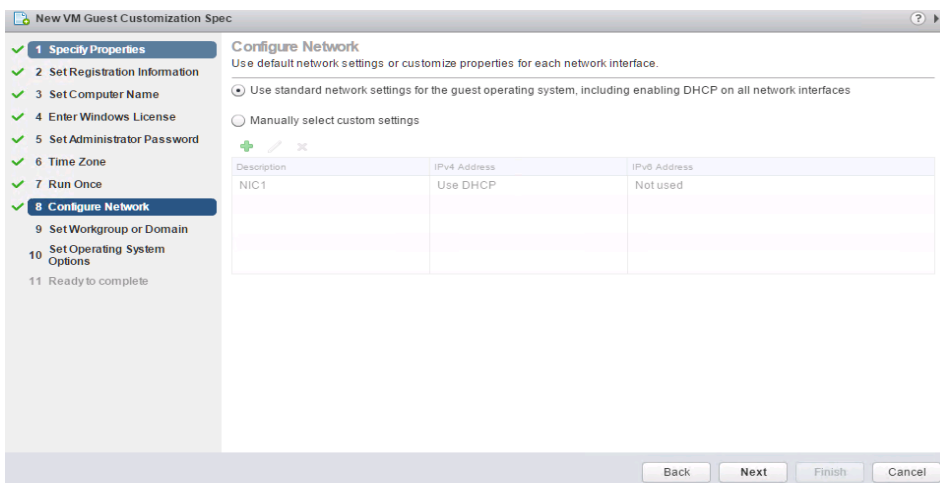 New VM Guest Customization Spec
?
1 Specify Properties
2 Set Registration Information
3 Set Computer Name
4 Enter Windows License
5 Set Administrator Password
6 Time Zone
7 Run Once
8 Configure Network
9 Set Workgroup or Domain
10 Set Operating System
Options
11 Ready to complete
Configure Network
Use default network settings or customize properties for each network interface.
Use standard network settings for the guest operating system, including enabling DHCP on all network interfaces
Manually select custom settings
Description IPv4 Address IPv6 Address
NIC1 Use DHCP Not used
Back Next Finish Cancel